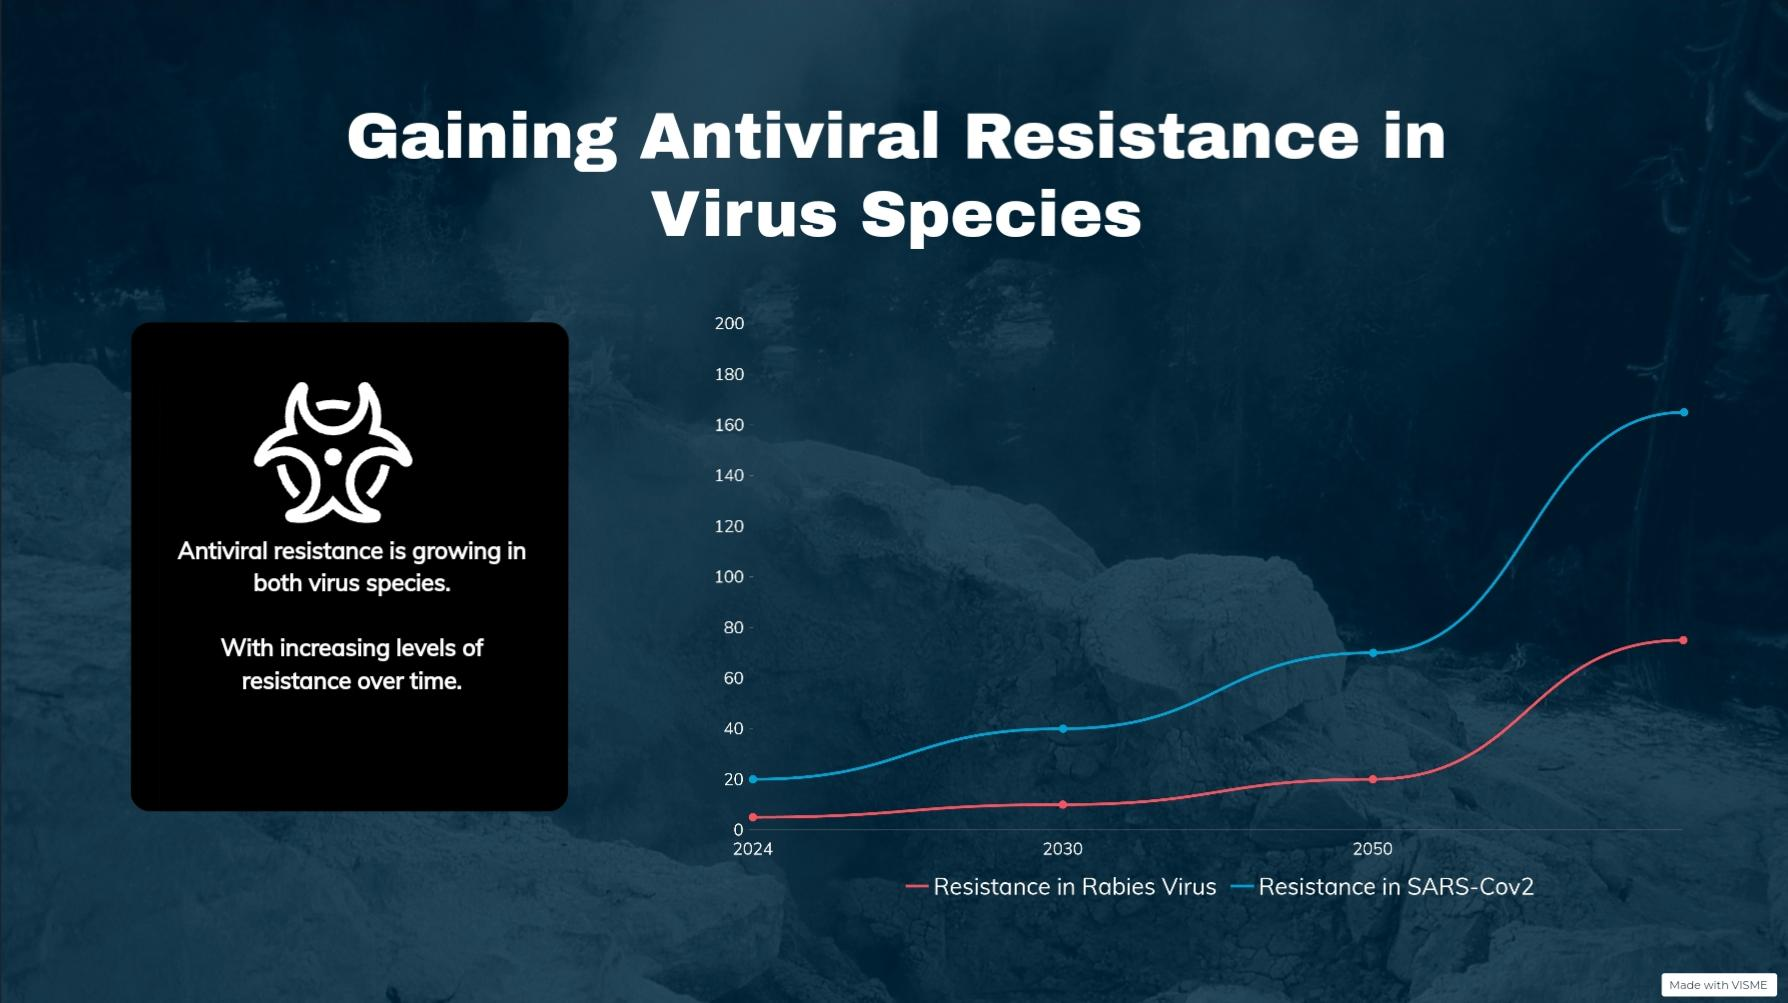 Gaining Antiviral Resistance in
Virus Species
Antiviral resistance is growing in
both virus species.
With increasing levels of
resistance over time.
200
180
160
140
120
100
80
60
40
20
0
2024 2030 2050
Resistance in Rabies Virus Resistance in SARS-Cov2
Made with VISME